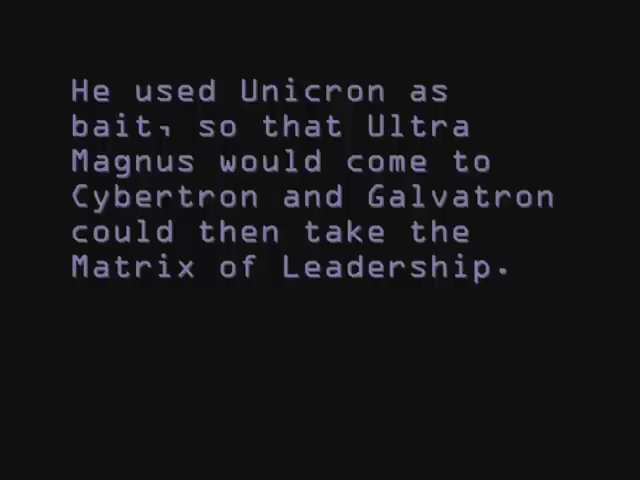 He used Unicron as
bait, so that Ultra
Magnus would come to
Cybertron and Galvatron
could then take the
Matrix of Leadership.